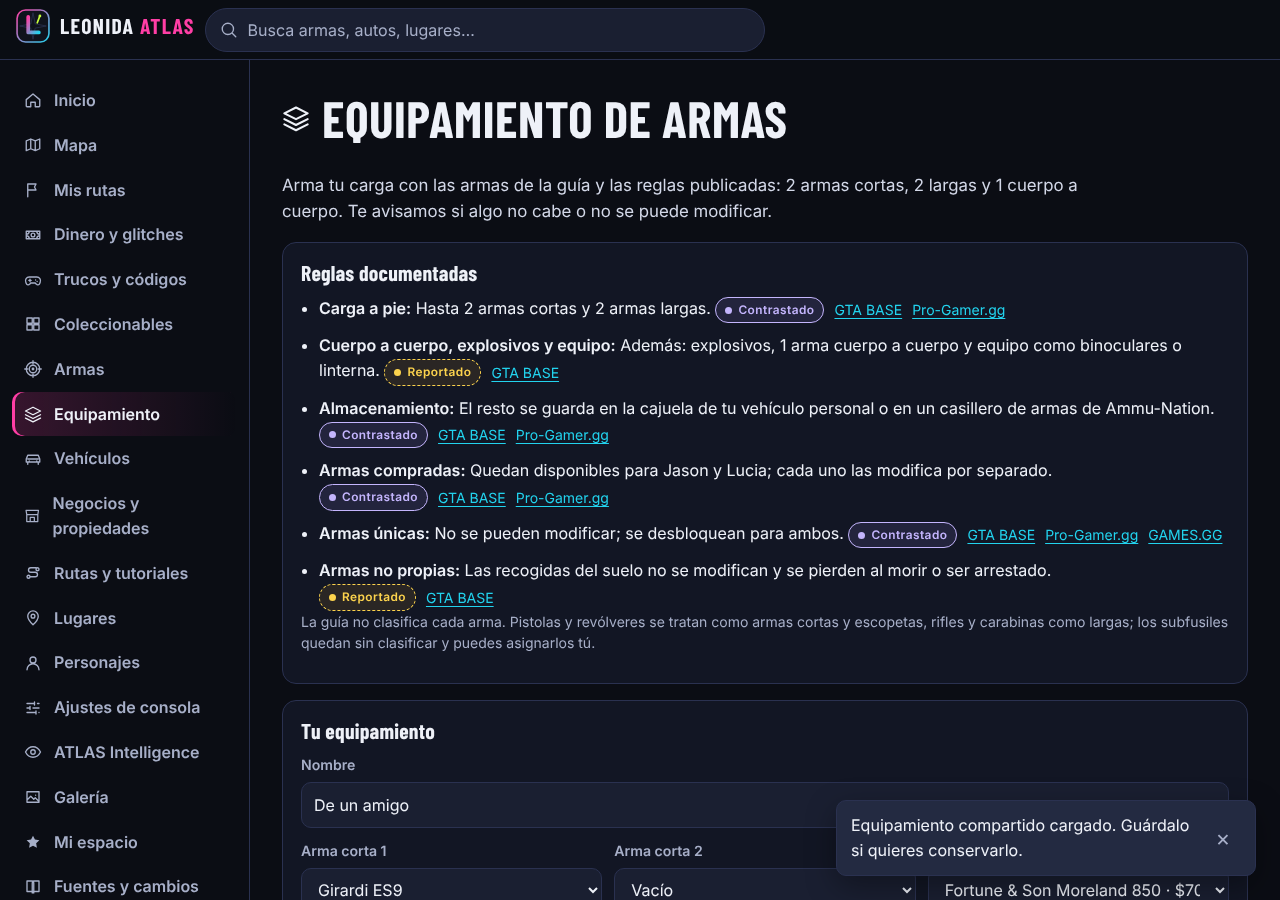 LEONIDA ATLAS
Busca armas, autos, lugares...
Inicio
Mapa
Mis rutas
Dinero y glitches
Trucos y códigos
Coleccionables
Armas
Equipamiento
Vehículos
Negocios y
propiedades
Rutas y tutoriales
Lugares
Personajes
Ajustes de consola
ATLAS Intelligence
Galería
Mi espacio
Fuentes y cambios
EQUIPAMIENTO DE ARMAS
Arma tu carga con las armas de la guía y las reglas publicadas: 2 armas cortas, 2 largas y 1 cuerpo a
cuerpo. Te avisamos si algo no cabe o no se puede modificar.
Reglas documentadas
• Carga a pie: Hasta 2 armas cortas y 2 armas largas. Contrastado GTA BASE Pro-Gamer.gg
• Cuerpo a cuerpo, explosivos y equipo: Además: explosivos, 1 arma cuerpo a cuerpo y equipo como binoculares o
linterna. Reportado GTA BASE
• Almacenamiento: El resto se guarda en la cajuela de tu vehículo personal o en un casillero de armas de Ammu-Nation.
Contrastado GTA BASE Pro-Gamer.gg
• Armas compradas: Quedan disponibles para Jason y Lucia; cada uno las modifica por separado.
Contrastado GTA BASE Pro-Gamer.gg
• Armas únicas: No se pueden modificar; se desbloquean para ambos. Contrastado GTA BASE Pro-Gamer.gg GAMES.GG
• Armas no propias: Las recogidas del suelo no se modifican y se pierden al morir o ser arrestado.
Reportado GTA BASE
La guía no clasifica cada arma. Pistolas y revólveres se tratan como armas cortas y escopetas, rifles y carabinas como largas; los subfusiles
quedan sin clasificar y puedes asignarlos tú.
Tu equipamiento
Nombre
De un amigo
Arma corta 1 Arma corta 2
Girardi ES9 Vacío Fortune & Son Moreland 850 · $70
Equipamiento compartido cargado. Guárdalo
si quieres conservarlo.